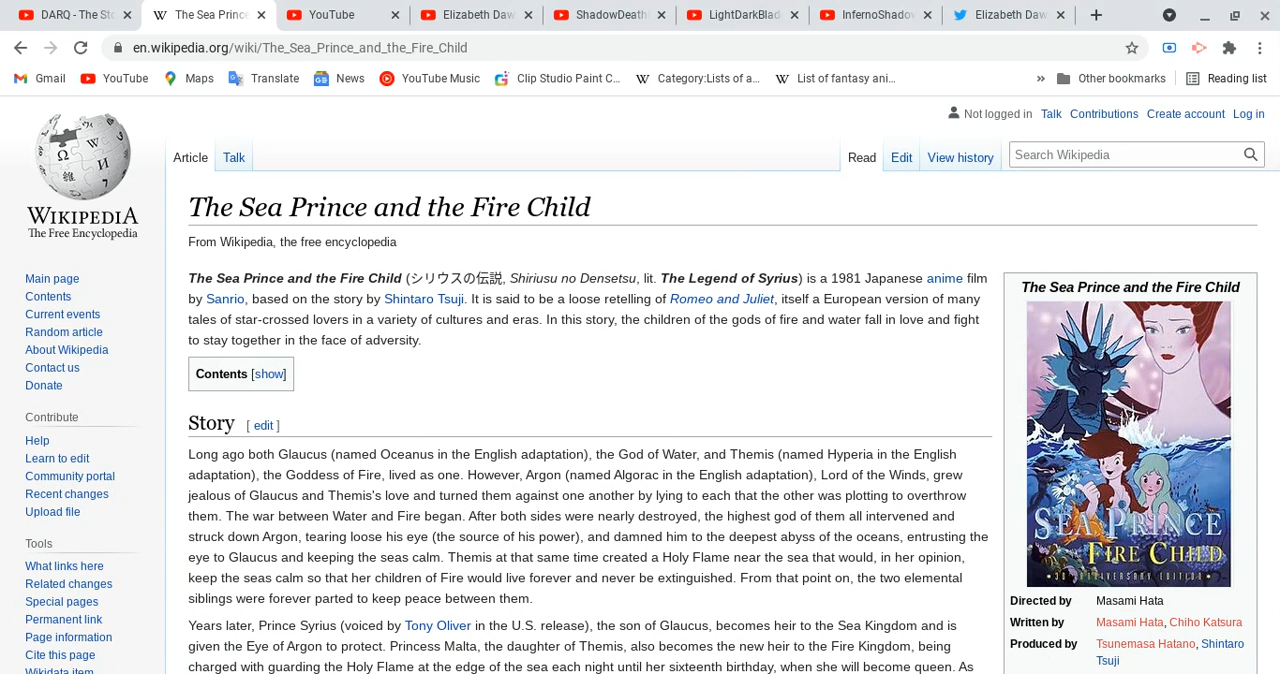 DARQ - The Sto
The Sea Prince
YouTube
Elizabeth Daw
ShadowDeath
LightDarkBlad
InfernoShadow
Elizabeth Daw
en.wikipedia.org/wiki/The_Sea_Prince_and_the_Fire_Child
Gmail YouTube Maps Translate News YouTube Music Clip Studio Paint C… Category:Lists of a… List of fantasy ani… » Other bookmarks Reading list
Not logged in Talk Contributions Create account Log in
Article Talk Read Edit View history Search Wikipedia
WIKIPEDIA
The Free Encyclopedia
Main page
Contents
Current events
Random article
About Wikipedia
Contact us
Donate
Contribute
Help
Learn to edit
Community portal
Recent changes
Upload file
Tools
What links here
Related changes
Special pages
Permanent link
Page information
Cite this page
Wikidata item
The Sea Prince and the Fire Child
From Wikipedia, the free encyclopedia
The Sea Prince and the Fire Child (シリウスの伝説, Shiriusu no Densetsu, lit. The Legend of Syrius) is a 1981 Japanese anime film
by Sanrio, based on the story by Shintaro Tsuji. It is said to be a loose retelling of Romeo and Juliet, itself a European version of many
tales of star-crossed lovers in a variety of cultures and eras. In this story, the children of the gods of fire and water fall in love and fight
to stay together in the face of adversity.
Contents [show]
Story [ edit ]
Long ago both Glaucus (named Oceanus in the English adaptation), the God of Water, and Themis (named Hyperia in the English
adaptation), the Goddess of Fire, lived as one. However, Argon (named Algorac in the English adaptation), Lord of the Winds, grew
jealous of Glaucus and Themis's love and turned them against one another by lying to each that the other was plotting to overthrow
them. The war between Water and Fire began. After both sides were nearly destroyed, the highest god of them all intervened and
struck down Argon, tearing loose his eye (the source of his power), and damned him to the deepest abyss of the oceans, entrusting the
eye to Glaucus and keeping the seas calm. Themis at that same time created a Holy Flame near the sea that would, in her opinion,
keep the seas calm so that her children of Fire would live forever and never be extinguished. From that point on, the two elemental
siblings were forever parted to keep peace between them.
Years later, Prince Syrius (voiced by Tony Oliver in the U.S. release), the son of Glaucus, becomes heir to the Sea Kingdom and is
given the Eye of Argon to protect. Princess Malta, the daughter of Themis, also becomes the new heir to the Fire Kingdom, being
charged with guarding the Holy Flame at the edge of the sea each night until her sixteenth birthday, when she will become queen. As
The Sea Prince and the Fire Child
SEA PRINCE
FIRE CHILD
30TH ANNIVERSARY EDITION
Directed by Masami Hata
Written by Masami Hata, Chiho Katsura
Produced by Tsunemasa Hatano, Shintaro
Tsuji